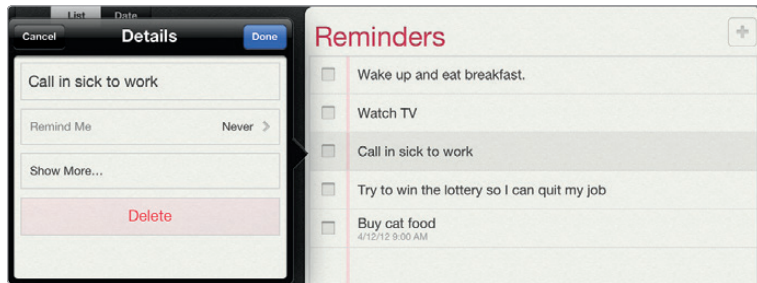 List Date
Cancel Details Done
Call in sick to work
Remind Me Never
Show More...
Delete
Reminders
Wake up and eat breakfast.
Watch TV
Call in sick to work
Try to win the lottery so I can quit my job
Buy cat food
4/12/12 9:00 AM